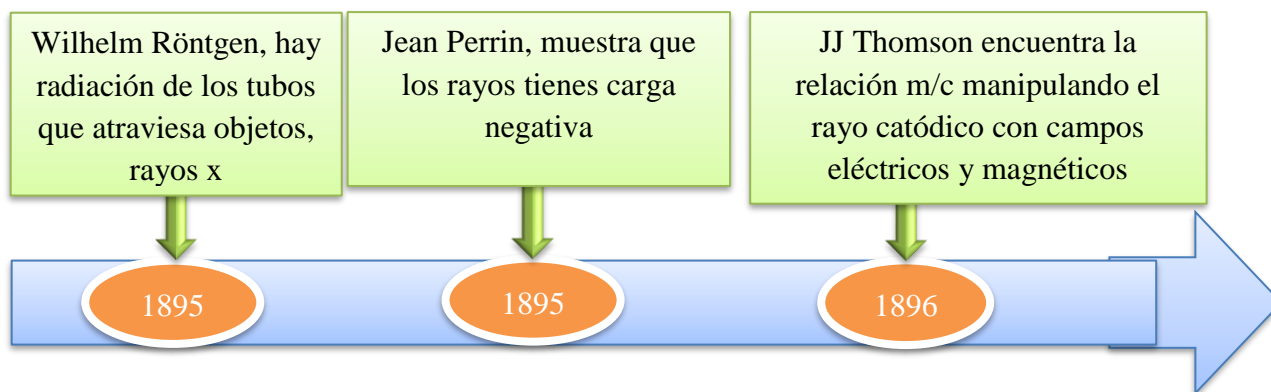 Wilhelm Röntgen, hay
radiación de los tubos
que atraviesa objetos,
rayos x
Jean Perrin, muestra que
los rayos tienes carga
negativa
JJ Thomson encuentra la
relación m/c manipulando el
rayo catódico con campos
eléctricos y magnéticos
1895
1895
1896